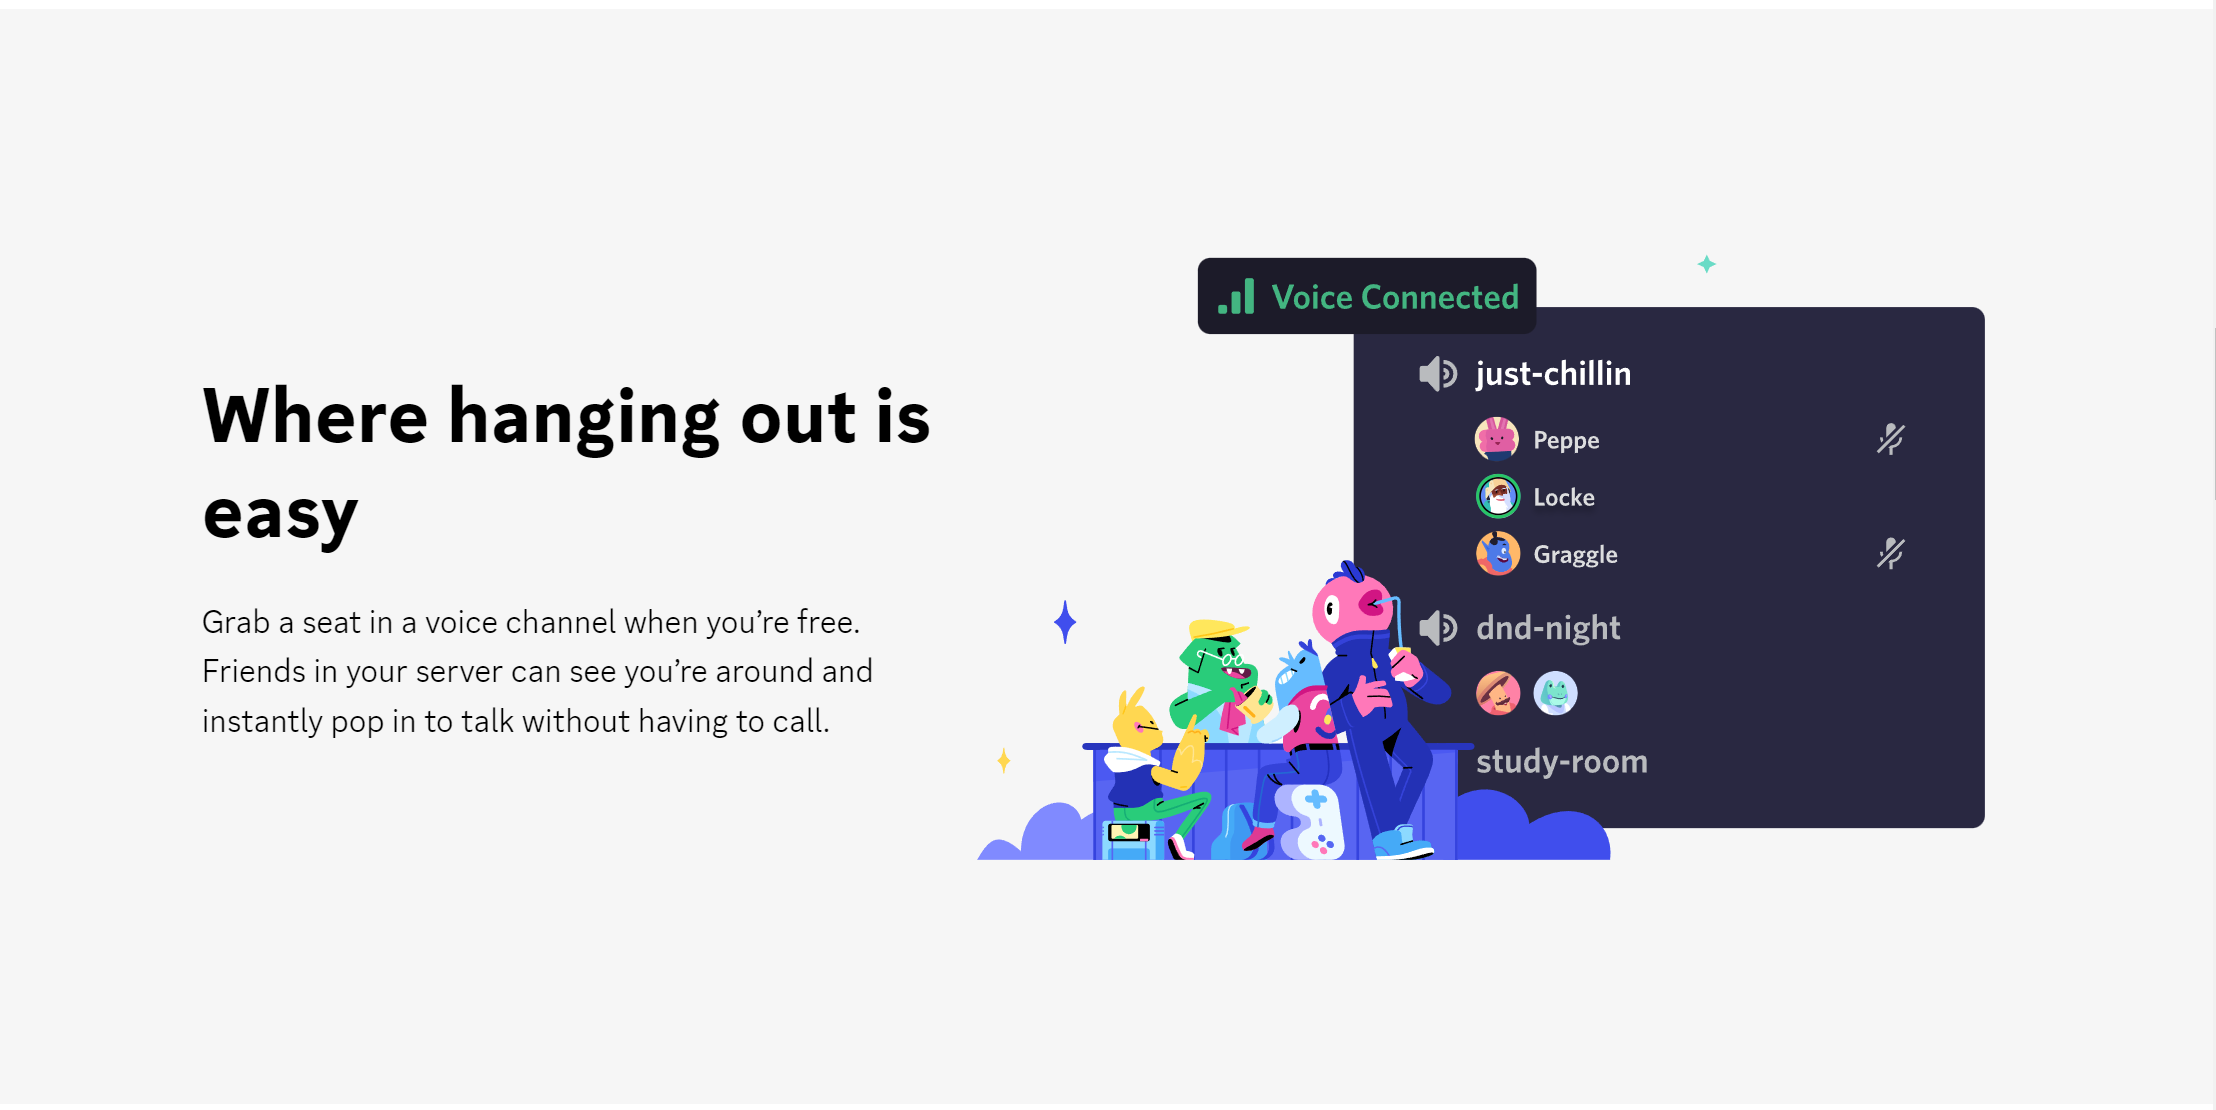 Where hanging out is
easy
Grab a seat in a voice channel when you’re free.
Friends in your server can see you’re around and
instantly pop in to talk without having to call.
Voice Connected
just-chillin
Peppe
Locke
Graggle
dnd-night
study-room